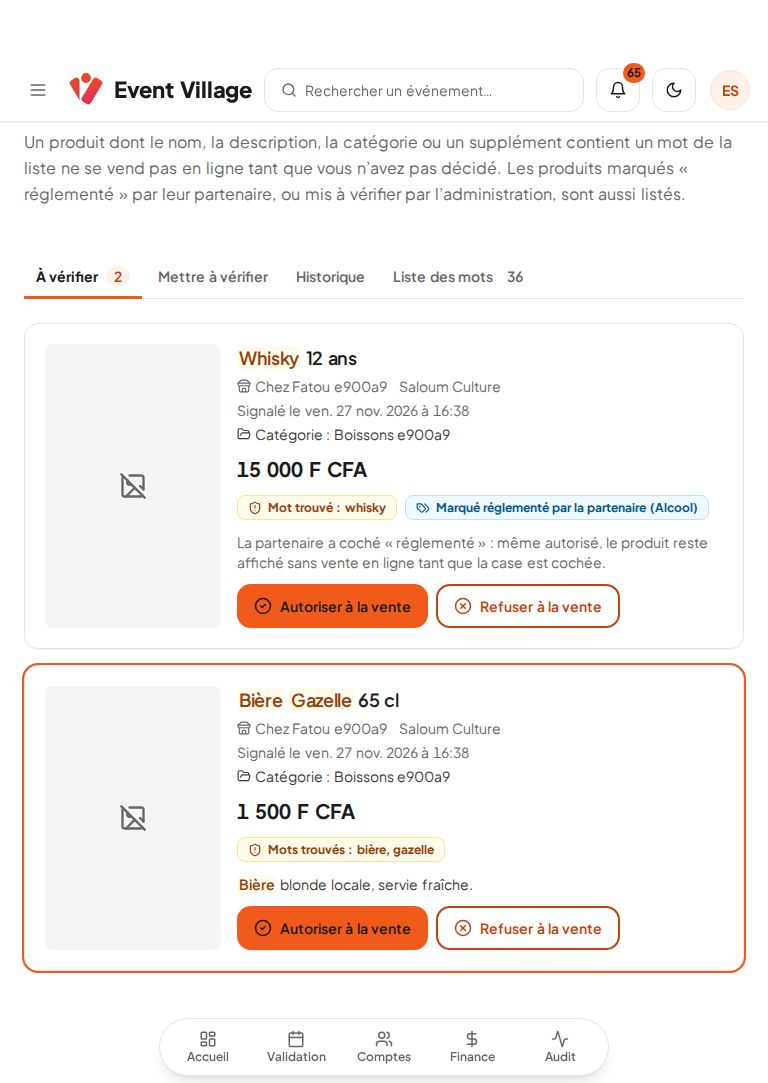 Event Village
Rechercher un événement...
65
ES
Un produit dont le nom, la description, la catégorie ou un supplément contient un mot de la
liste ne se vend pas en ligne tant que vous n’avez pas décidé. Les produits marqués «
réglementé » par leur partenaire, ou mis à vérifier par l’administration, sont aussi listés.
À vérifier 2 Mettre à vérifier Historique Liste des mots 36
Whisky 12 ans
Chez Fatou e900a9 Saloum Culture
Signalé le ven. 27 nov. 2026 à 16:38
Catégorie : Boissons e900a9
15 000 F CFA
Mot trouvé : whisky Marqué réglementé par la partenaire (Alcool)
La partenaire a coché « réglementé » : même autorisé, le produit reste
affiché sans vente en ligne tant que la case est cochée.
Autoriser à la vente Refuser à la vente
Bière Gazelle 65 cl
Chez Fatou e900a9 Saloum Culture
Signalé le ven. 27 nov. 2026 à 16:38
Catégorie : Boissons e900a9
1 500 F CFA
Mots trouvés : bière, gazelle
Bière blonde locale, servie fraîche.
Autoriser à la vente Refuser à la vente
Accueil Validation Comptes Finance Audit